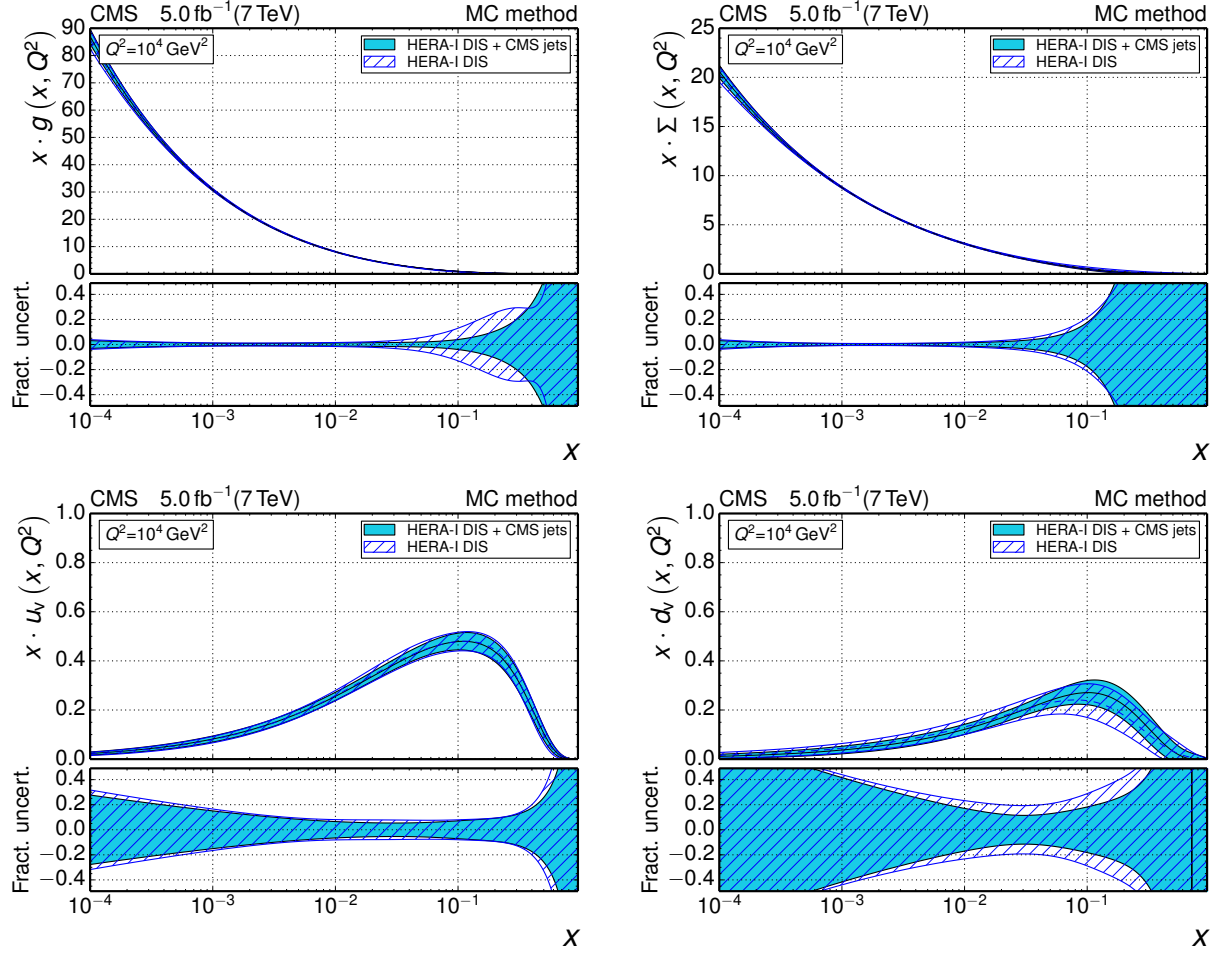 CMS 5.0 fb⁻¹(7 TeV) MC method
Q²=10⁴ GeV²
HERA-I DIS + CMS jets
HERA-I DIS
x · g (x, Q²)
90
80
70
60
50
40
30
20
10
0
Fract. uncert.
0.4
0.2
0.0
−0.2
−0.4
10⁻⁴ 10⁻³ 10⁻² 10⁻¹
x
CMS 5.0 fb⁻¹(7 TeV) MC method
Q²=10⁴ GeV²
HERA-I DIS + CMS jets
HERA-I DIS
x · Σ (x, Q²)
25
20
15
10
5
0
Fract. uncert.
0.4
0.2
0.0
−0.2
−0.4
10⁻⁴ 10⁻³ 10⁻² 10⁻¹
x
CMS 5.0 fb⁻¹(7 TeV) MC method
Q²=10⁴ GeV²
HERA-I DIS + CMS jets
HERA-I DIS
x · uᵥ (x, Q²)
1.0
0.8
0.6
0.4
0.2
0.0
Fract. uncert.
0.4
0.2
0.0
−0.2
−0.4
10⁻⁴ 10⁻³ 10⁻² 10⁻¹
x
CMS 5.0 fb⁻¹(7 TeV) MC method
Q²=10⁴ GeV²
HERA-I DIS + CMS jets
HERA-I DIS
x · dᵥ (x, Q²)
1.0
0.8
0.6
0.4
0.2
0.0
Fract. uncert.
0.4
0.2
0.0
−0.2
−0.4
10⁻⁴ 10⁻³ 10⁻² 10⁻¹
x